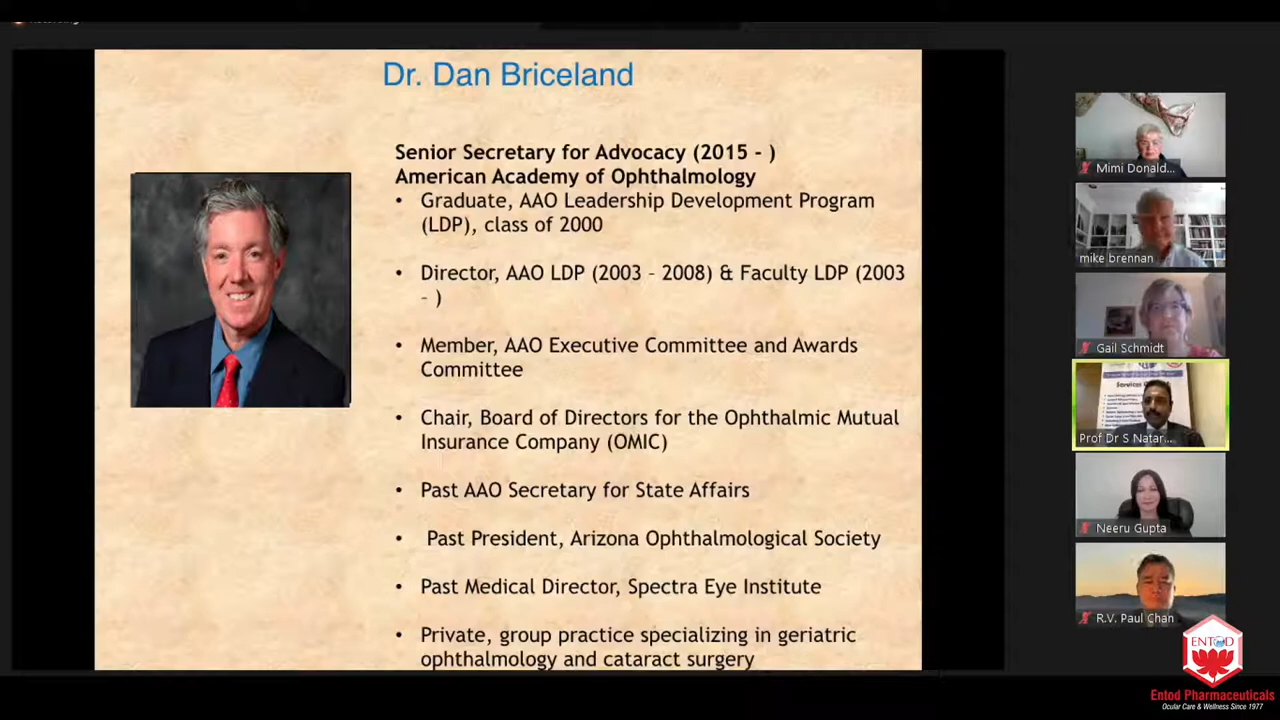 Dr. Dan Briceland
Senior Secretary for Advocacy (2015 - )
American Academy of Ophthalmology
• Graduate, AAO Leadership Development Program
(LDP), class of 2000
• Director, AAO LDP (2003 – 2008) & Faculty LDP (2003
– )
• Member, AAO Executive Committee and Awards
Committee
• Chair, Board of Directors for the Ophthalmic Mutual
Insurance Company (OMIC)
• Past AAO Secretary for State Affairs
• Past President, Arizona Ophthalmological Society
• Past Medical Director, Spectra Eye Institute
• Private, group practice specializing in geriatric
ophthalmology and cataract surgery
Mimi Donald...
mike brennan
Gail Schmidt
Prof Dr S Natar...
Neeru Gupta
R.V. Paul Chan
ENTOD
Entod Pharmaceuticals
Ocular Care & Wellness Since 1977